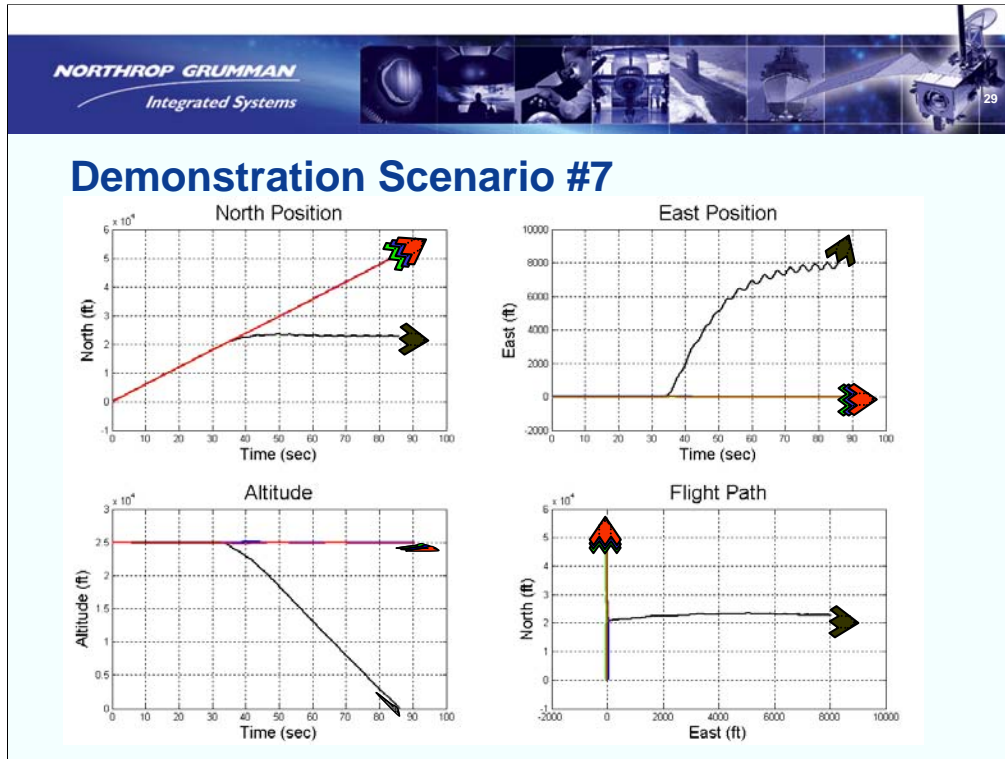 NORTHROP GRUMMAN
Integrated Systems
29
Demonstration Scenario #7
North Position
x 10⁴
6
5
4
3
2
1
0
-1
North (ft)
0 10 20 30 40 50 60 70 80 90 100
Time (sec)
East Position
10000
8000
6000
4000
2000
0
-2000
East (ft)
0 10 20 30 40 50 60 70 80 90 100
Time (sec)
Altitude
x 10⁴
3
2.5
2
1.5
1
0.5
0
Altitude (ft)
0 10 20 30 40 50 60 70 80 90 100
Time (sec)
Flight Path
x 10⁴
6
5
4
3
2
1
0
-1
North (ft)
-2000 0 2000 4000 6000 8000 10000
East (ft)